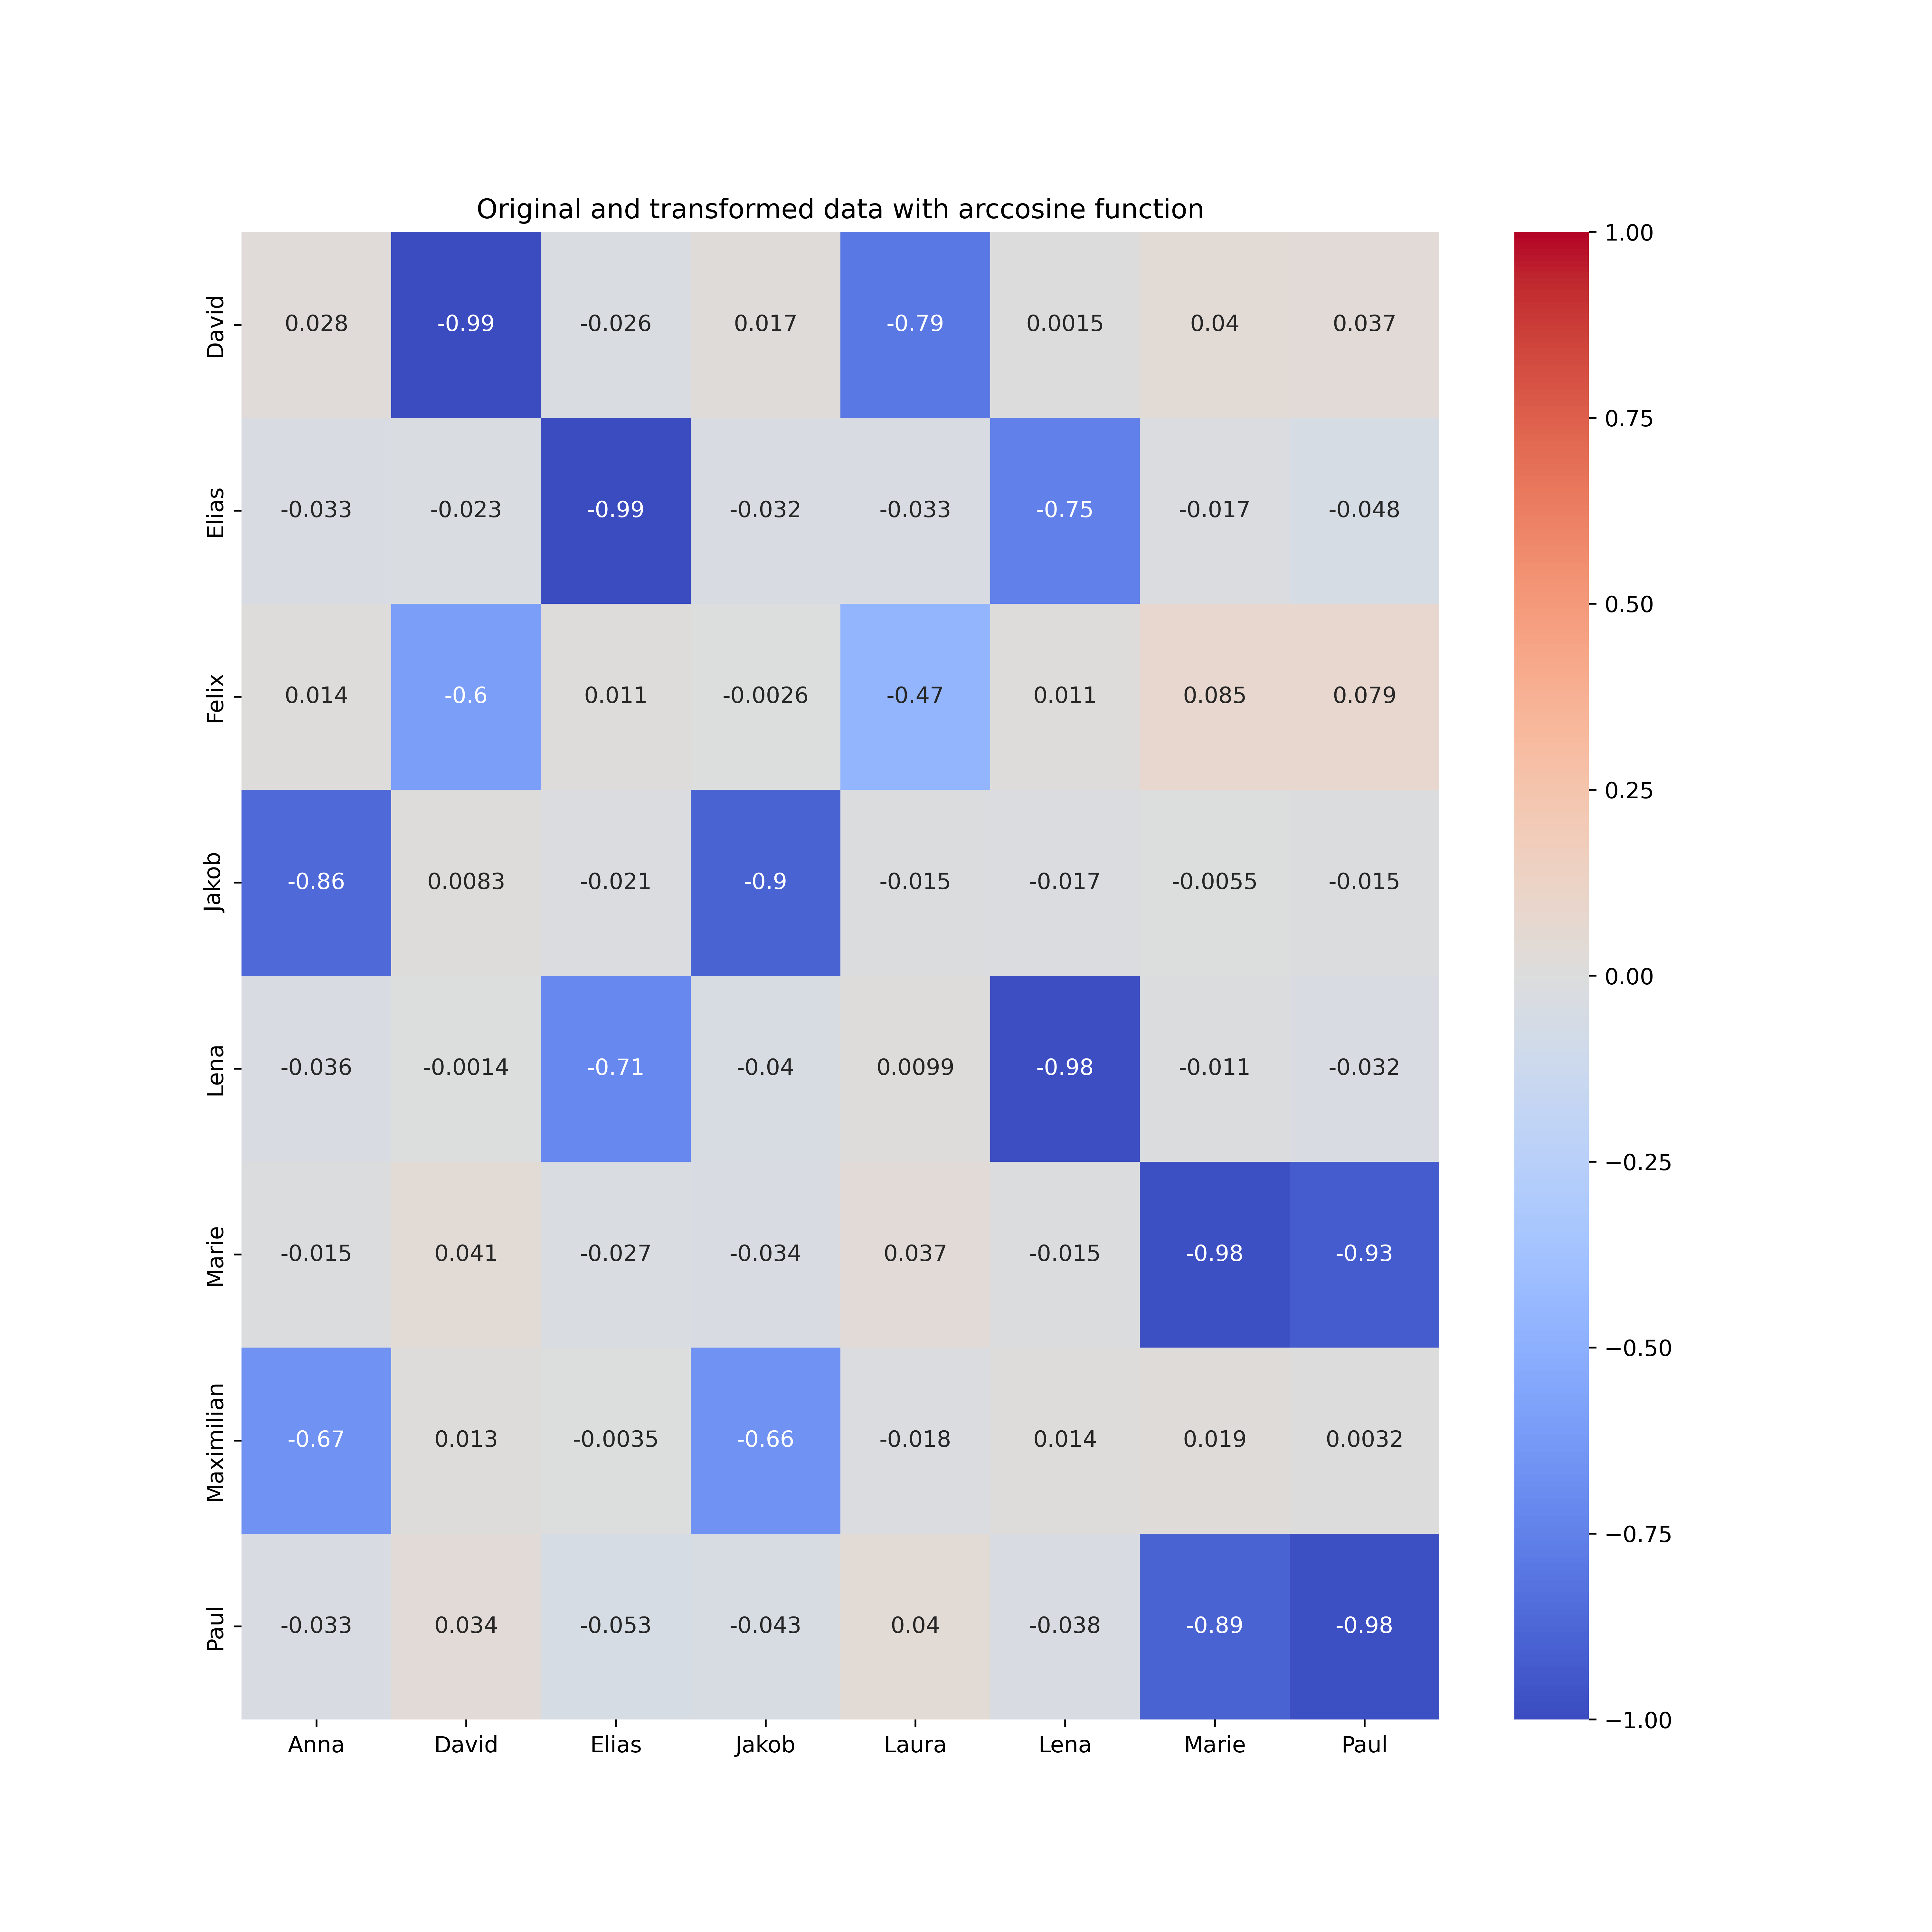 Original and transformed data with arccosine function
David 0.028 -0.99 -0.026 0.017 -0.79 0.0015 0.04 0.037
Elias -0.033 -0.023 -0.99 -0.032 -0.033 -0.75 -0.017 -0.048
Felix 0.014 -0.6 0.011 -0.0026 -0.47 0.011 0.085 0.079
Jakob -0.86 0.0083 -0.021 -0.9 -0.015 -0.017 -0.0055 -0.015
Lena -0.036 -0.0014 -0.71 -0.04 0.0099 -0.98 -0.011 -0.032
Marie -0.015 0.041 -0.027 -0.034 0.037 -0.015 -0.98 -0.93
Maximilian -0.67 0.013 -0.0035 -0.66 -0.018 0.014 0.019 0.0032
Paul -0.033 0.034 -0.053 -0.043 0.04 -0.038 -0.89 -0.98
Anna David Elias Jakob Laura Lena Marie Paul
1.00
0.75
0.50
0.25
0.00
−0.25
−0.50
−0.75
−1.00